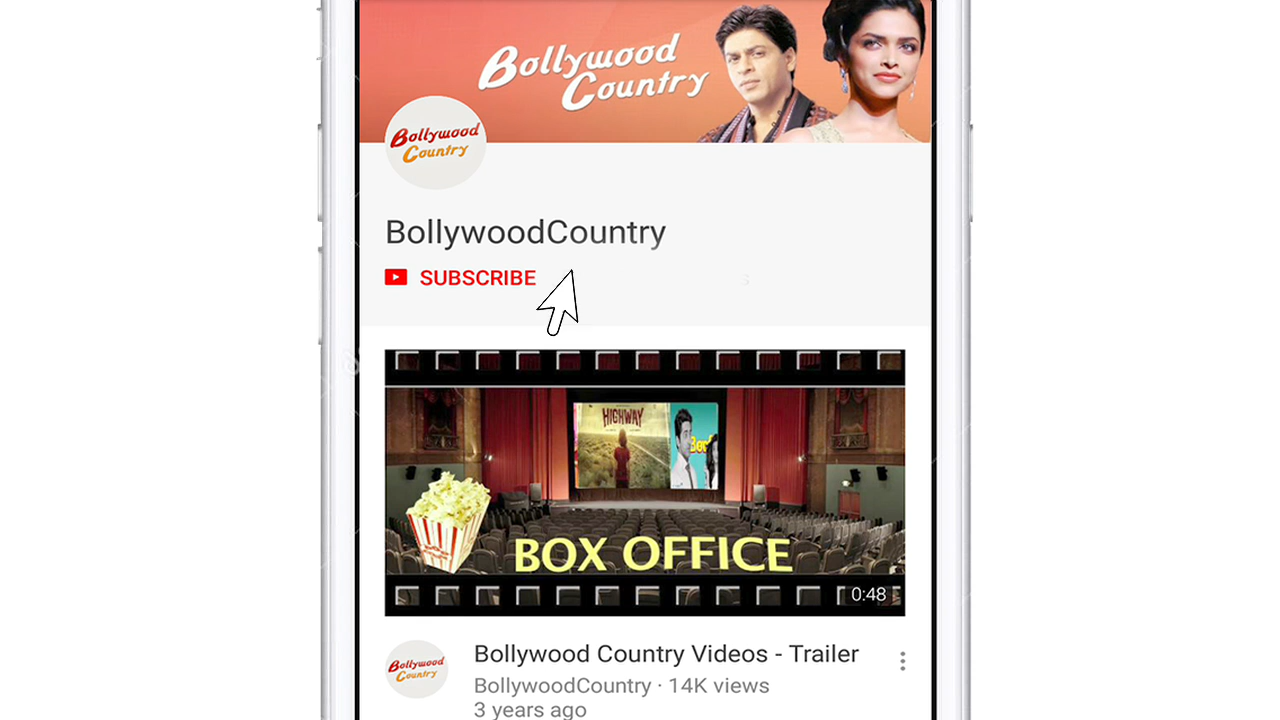 Bollywood
Country
Bollywood
Country
BollywoodCountry
SUBSCRIBE
HIGHWAY
BOX OFFICE
0:48
Bollywood
Country
Bollywood Country Videos - Trailer
BollywoodCountry · 14K views
3 years ago